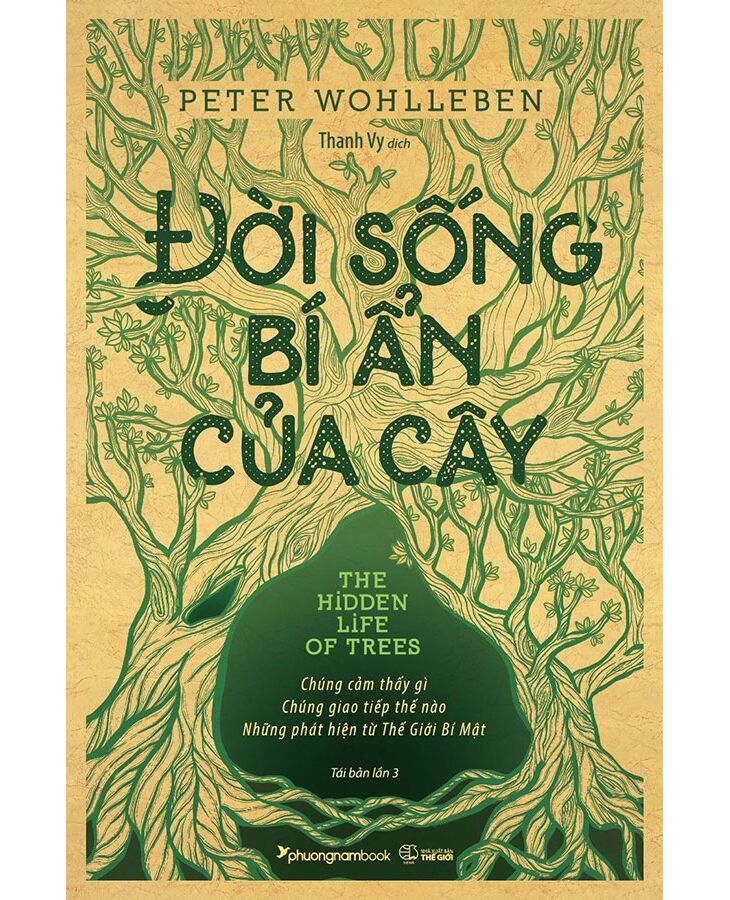 PETER WOHLLEBEN
Thanh Vy dịch
ĐỜI SỐNG
BÍ ẨN
CỦA CÂY
THE
HiDDEN
LiFE
OF TREES
Chúng cảm thấy gì
Chúng giao tiếp thế nào
Những phát hiện từ Thế Giới Bí Mật
Tái bản lần 3
phuongnambook
NHÀ XUẤT BẢN
THẾ GIỚI